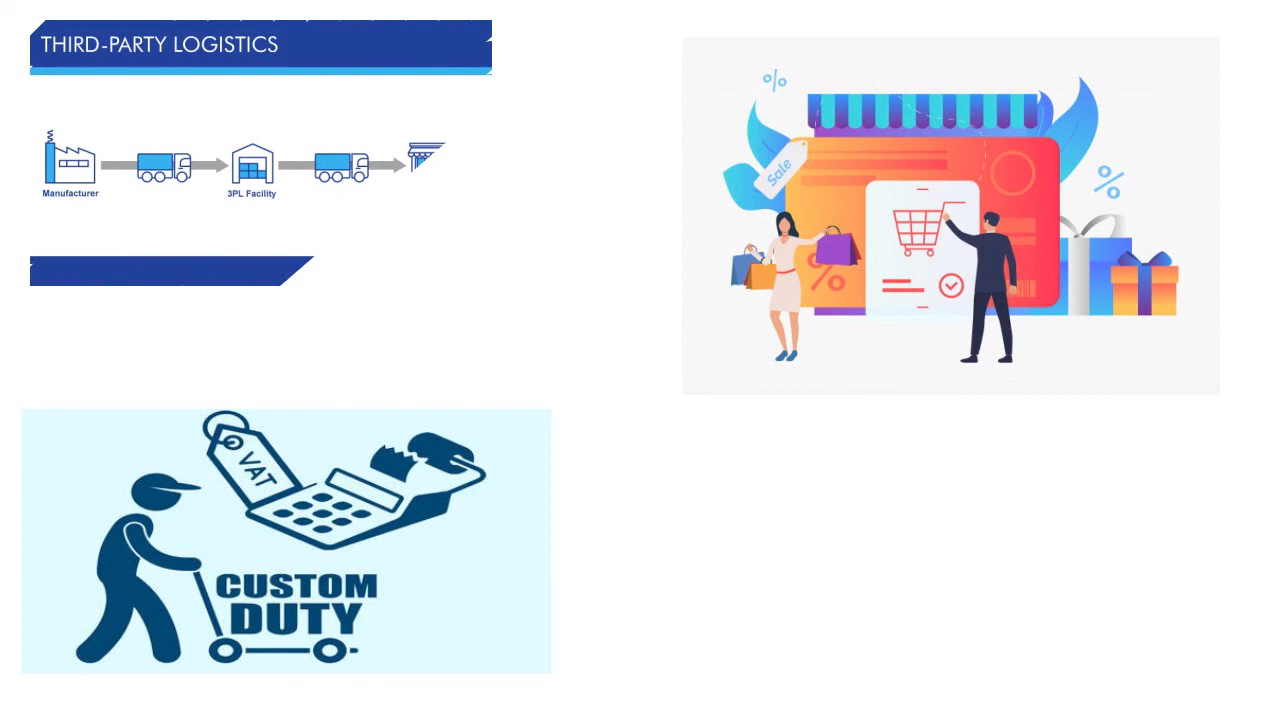 THIRD-PARTY LOGISTICS
Manufacturer
3PL Facility
Sale
%
%
%
VAT
CUSTOM
DUTY